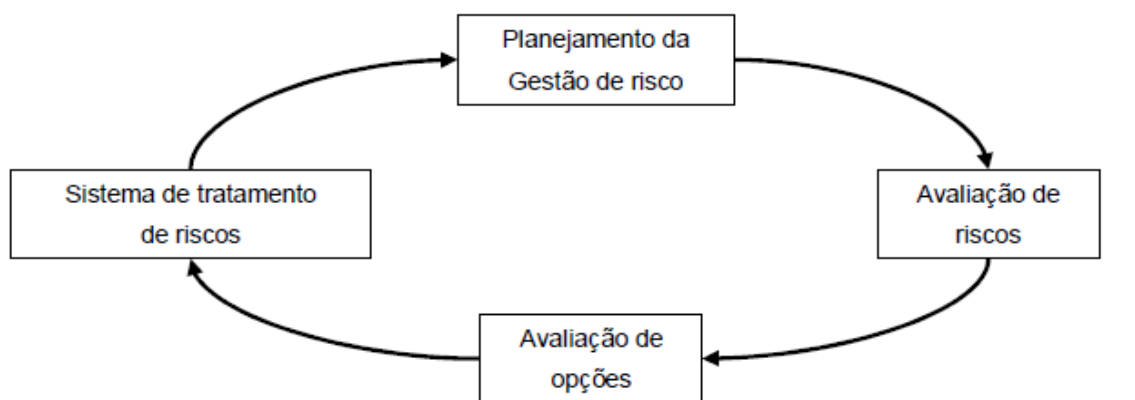 Planejamento da
Gestão de risco
Sistema de tratamento
de riscos
Avaliação de
riscos
Avaliação de
opções